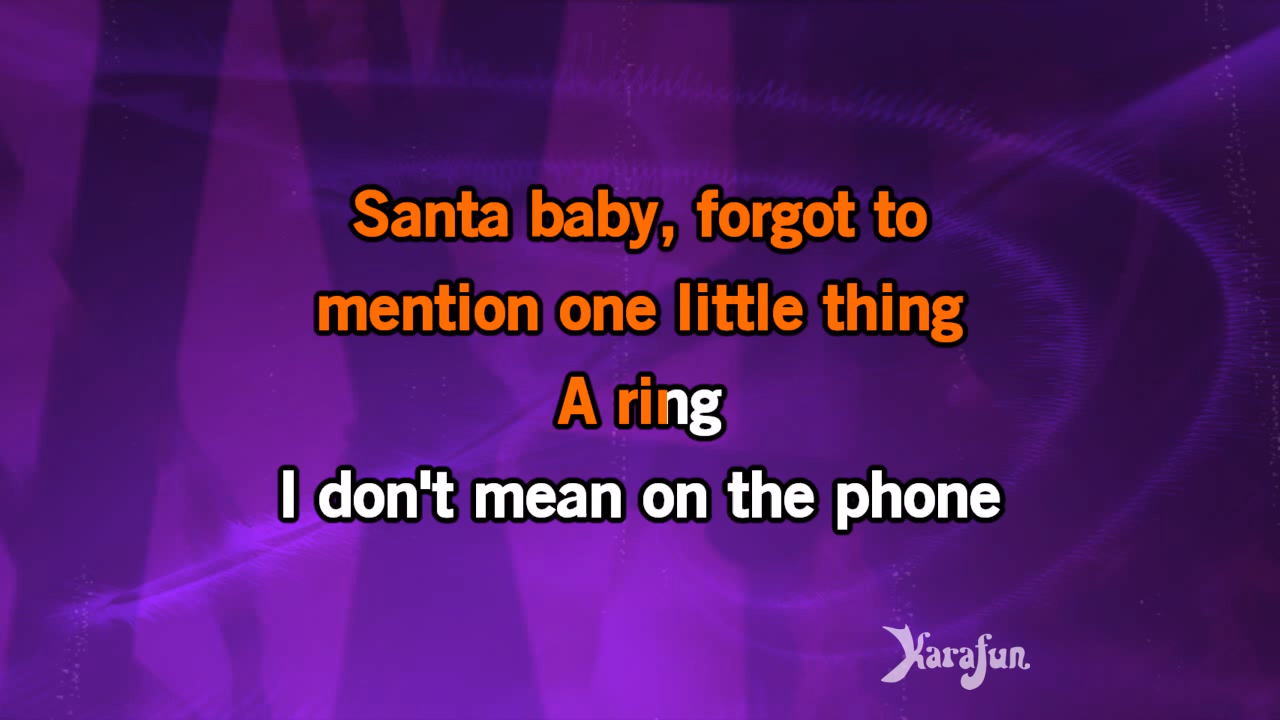 Santa baby, forgot to
mention one little thing
A ring
I don't mean on the phone
Karafun